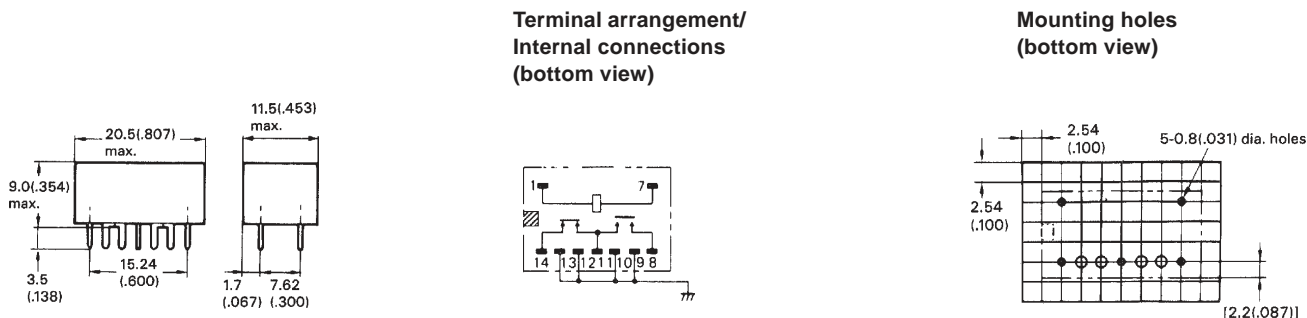 Terminal arrangement/
Internal connections
(bottom view)
Mounting holes
(bottom view)
20.5(.807)
max.
9.0(.354)
max.
3.5
(.138)
15.24
(.600)
11.5(.453)
max.
1.7
(.067)
7.62
(.300)
1
7
14
13
12
11
10
9
8
2.54
(.100)
5-0.8(.031) dia. holes
2.54
(.100)
[2.2(.087)]